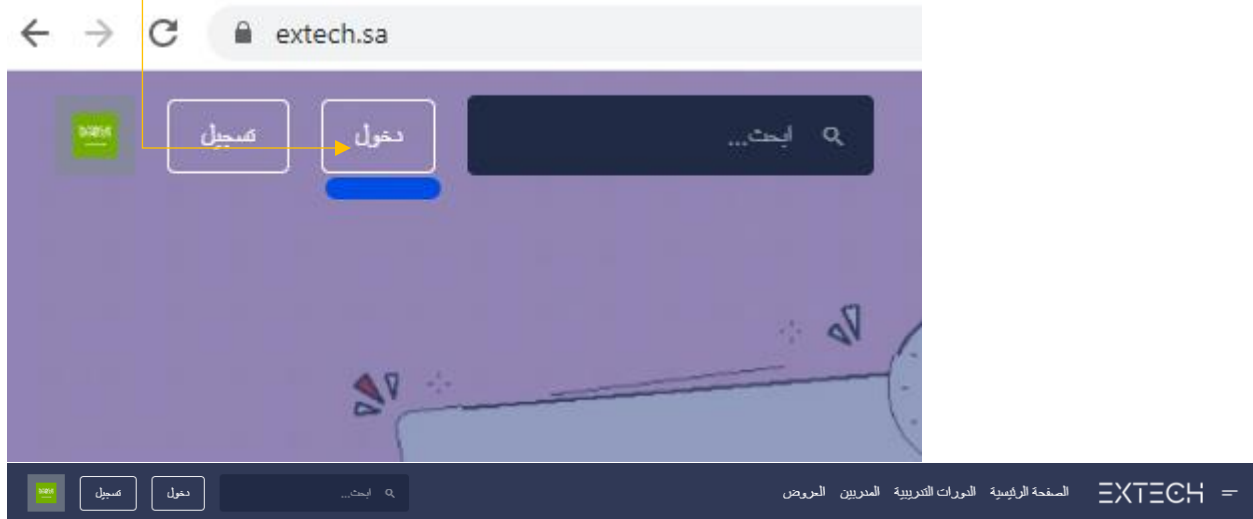 extech.sa
ابحث...
دخول
تسجيل
EXTECH
الصفحة الرئيسية الدورات التدريبية المدربين العروض
ابحث...
دخول
تسجيل